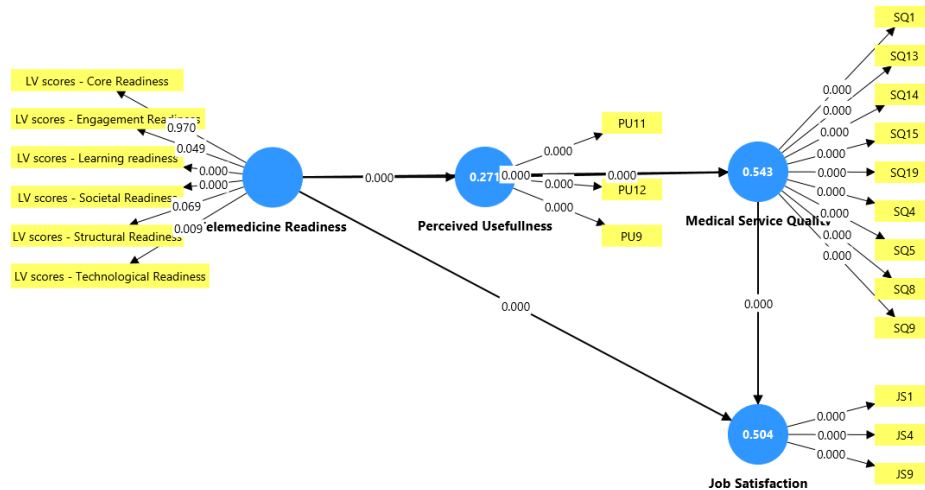 SQ1
SQ13
SQ14
SQ15
SQ19
SQ4
SQ5
SQ8
SQ9
0.000
0.000
0.000
0.000
0.000
0.000
0.000
0.000
0.000
LV scores - Core Readiness
LV scores - Engagement Readiness
LV scores - Learning readiness
LV scores - Societal Readiness
LV scores - Structural Readiness
LV scores - Technological Readiness
0.970
0.049
0.000
0.000
0.069
0.009
Telemedicine Readiness
0.000
0.271
Perceived Usefullness
0.000
0.000
0.000
PU11
PU12
PU9
0.000
0.543
Medical Service Quality
0.000
0.000
0.504
Job Satisfaction
0.000
0.000
0.000
JS1
JS4
JS9